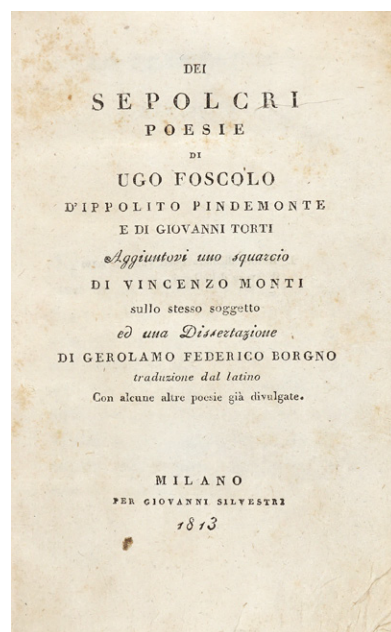 DEI
SEPOLCRI
POESIE
DI
UGO FOSCOLO
D'IPPOLITO PINDEMONTE
E DI GIOVANNI TORTI
Aggiuntovi uno squarcio
DI VINCENZO MONTI
sullo stesso soggetto
ed una Dissertazione
DI GEROLAMO FEDERICO BORGNO
traduzione dal latino
Con alcune altre poesie già divulgate.
MILANO
PER GIOVANNI SILVESTRI
1813